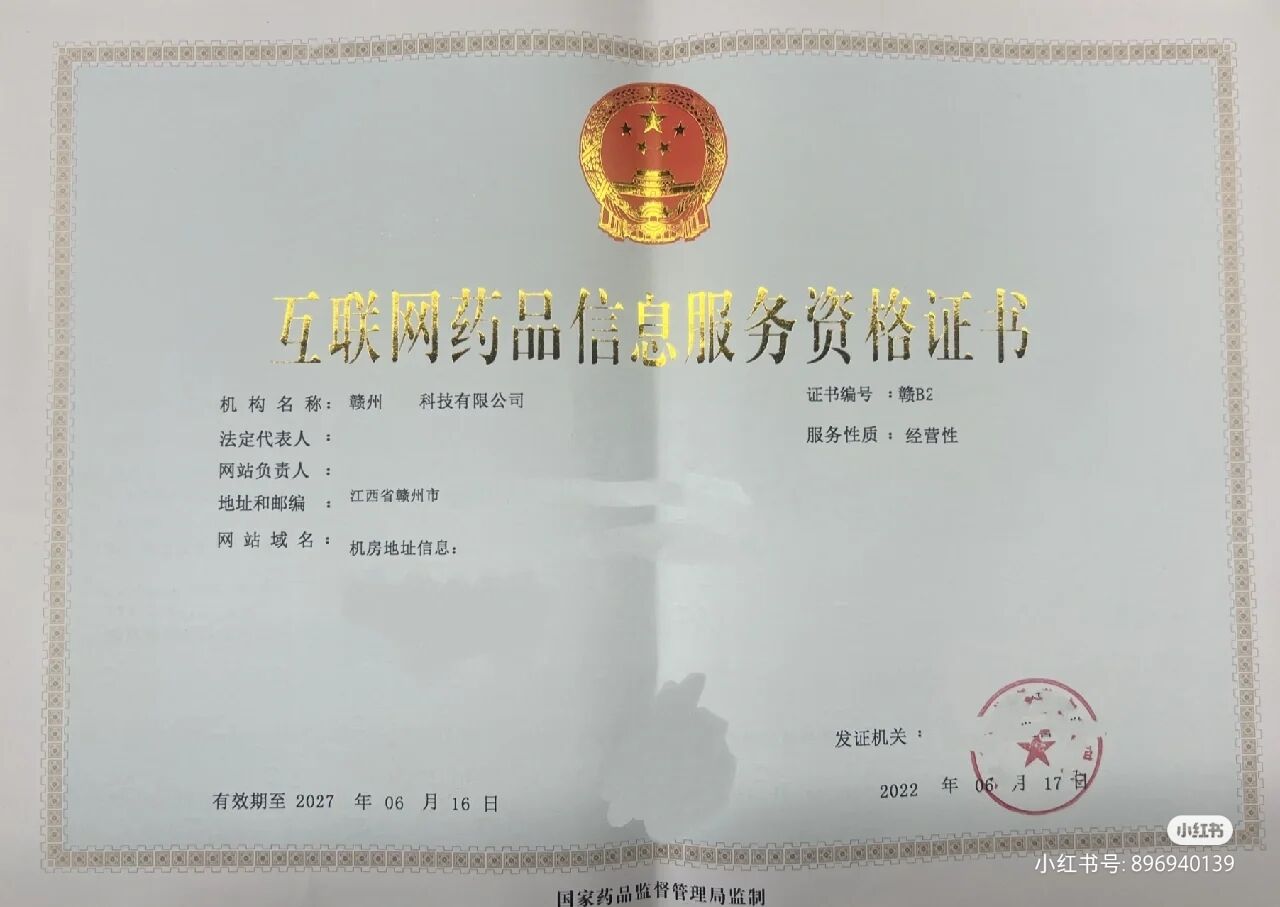 互联网药品信息服务资格证书
机构名称： 赣州 科技有限公司
证书编号：赣B2
法定代表人：
服务性质：经营性
网站负责人：
地址和邮编： 江西省赣州市
网站域名： 机房地址信息：
发证机关：
有效期至 2027 年 06 月 16 日
2022 年 06 月 17 日
小红书
小红书号: 896940139
国家药品监督管理局监制